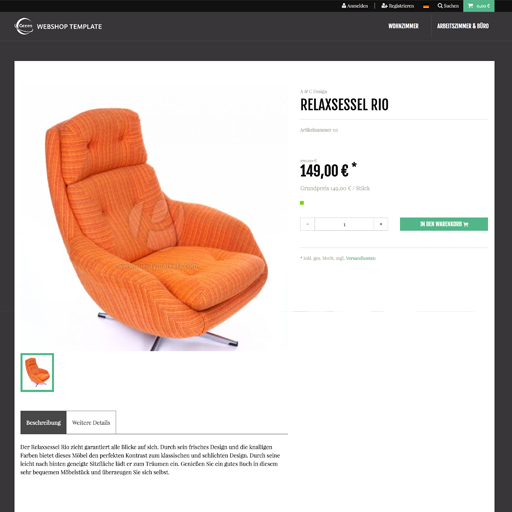 Anmelden | Registrieren Suchen 0,00 €
WEBSHOP TEMPLATE
WOHNZIMMER ARBEITSZIMMER & BÜRO
A & C Design
RELAXSESSEL RIO
Artikelnummer 10
149,00 € *
Grundpreis 149,00 € / Stück
- 1 +
IN DEN WARENKORB
* inkl. ges. MwSt. zzgl. Versandkosten
Beschreibung Weitere Details
Der Relaxsessel Rio zieht garantiert alle Blicke auf sich. Durch sein frisches Design und die knalligen
Farben bietet dieses Möbel den perfekten Kontrast zum klassischen und schlichten Design. Durch seine
leicht nach hinten geneigte Sitzfläche lädt er zum Träumen ein. Genießen Sie ein gutes Buch in diesem
sehr bequemen Möbelstück und überzeugen Sie sich selbst.